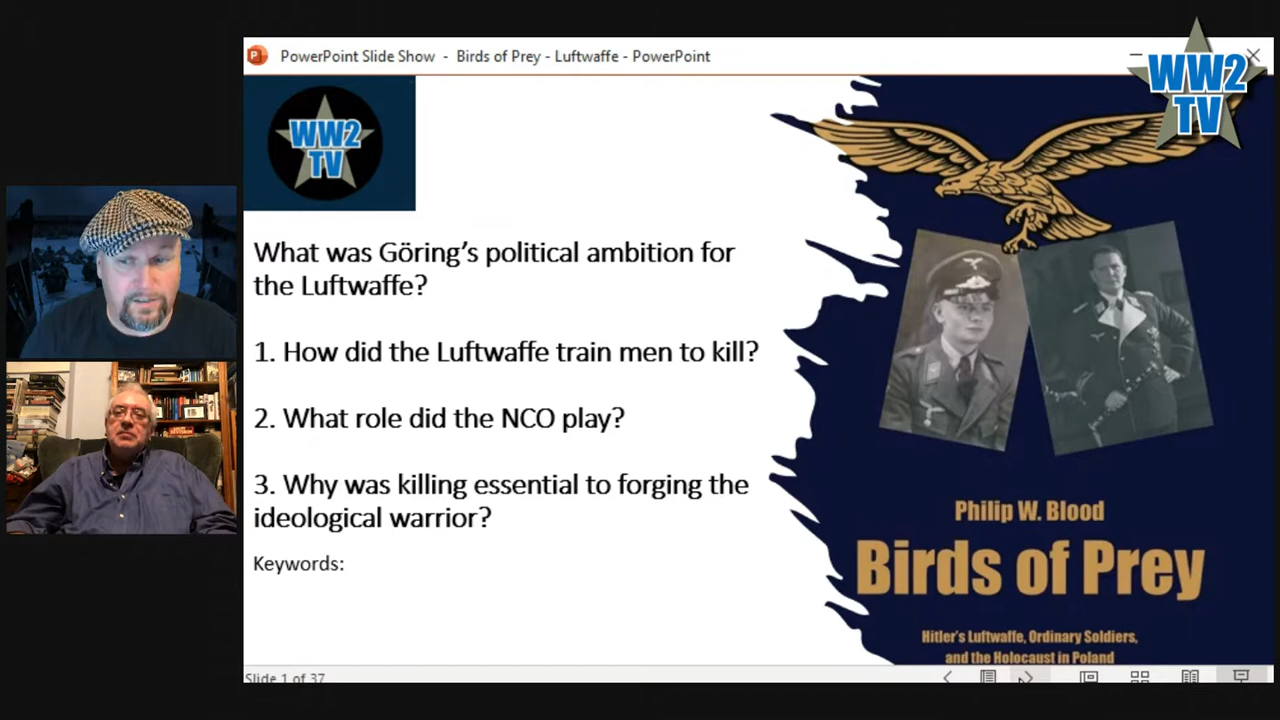 PowerPoint Slide Show - Birds of Prey - Luftwaffe - PowerPoint
WW2
TV
WW2
TV
What was Göring's political ambition for
the Luftwaffe?
1. How did the Luftwaffe train men to kill?
2. What role did the NCO play?
3. Why was killing essential to forging the
ideological warrior?
Keywords:
Philip W. Blood
Birds of Prey
Hitler's Luftwaffe, Ordinary Soldiers,
and the Holocaust in Poland
Slide 1 of 37